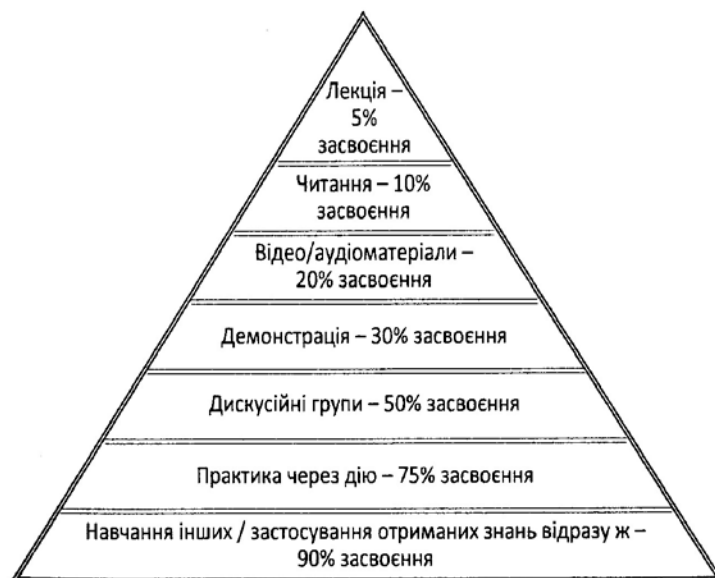 Лекція –
5%
засвоєння
Читання – 10%
засвоєння
Відео/аудіоматеріали –
20% засвоєння
Демонстрація – 30% засвоєння
Дискусійні групи – 50% засвоєння
Практика через дію – 75% засвоєння
Навчання інших / застосування отриманих знань відразу ж –
90% засвоєння